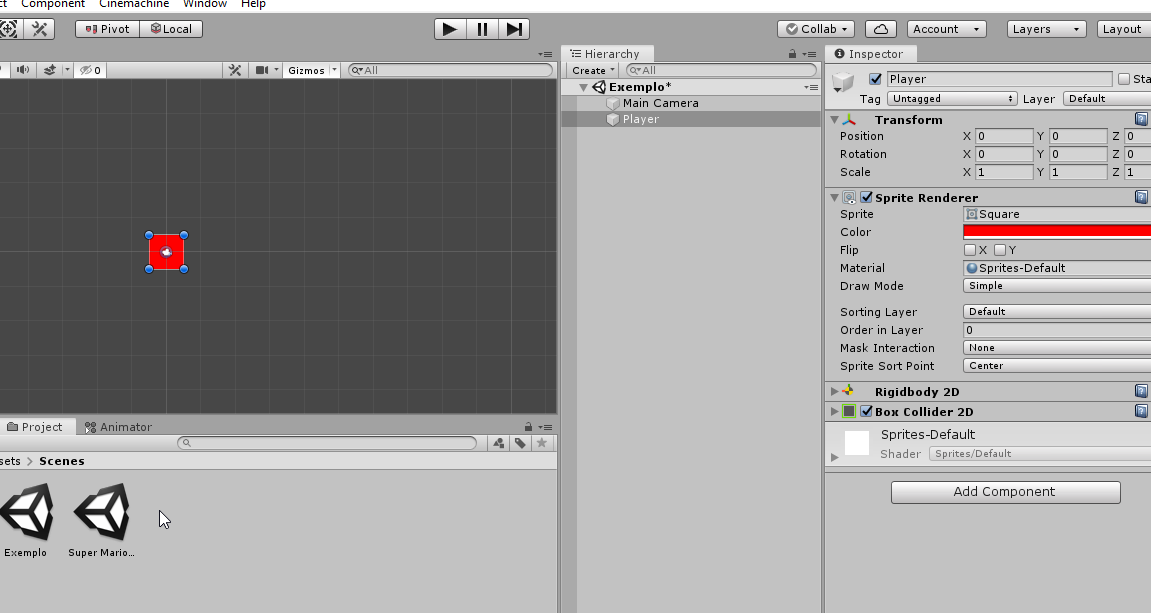 ct Component Cinemachine Window Help
Pivot Local Collab Account Layers Layout
0 Gizmos All
Hierarchy
Create All
Exemplo*
Main Camera
Player
Inspector
Player Sta
Tag Untagged Layer Default
Transform
Position X 0 Y 0 Z 0
Rotation X 0 Y 0 Z 0
Scale X 1 Y 1 Z 1
Sprite Renderer
Sprite Square
Color
Flip X Y
Material Sprites-Default
Draw Mode Simple
Sorting Layer Default
Order in Layer 0
Mask Interaction None
Sprite Sort Point Center
Rigidbody 2D
Box Collider 2D
Sprites-Default
Shader Sprites/Default
Add Component
Project Animator
sets > Scenes
Exemplo Super Mario...